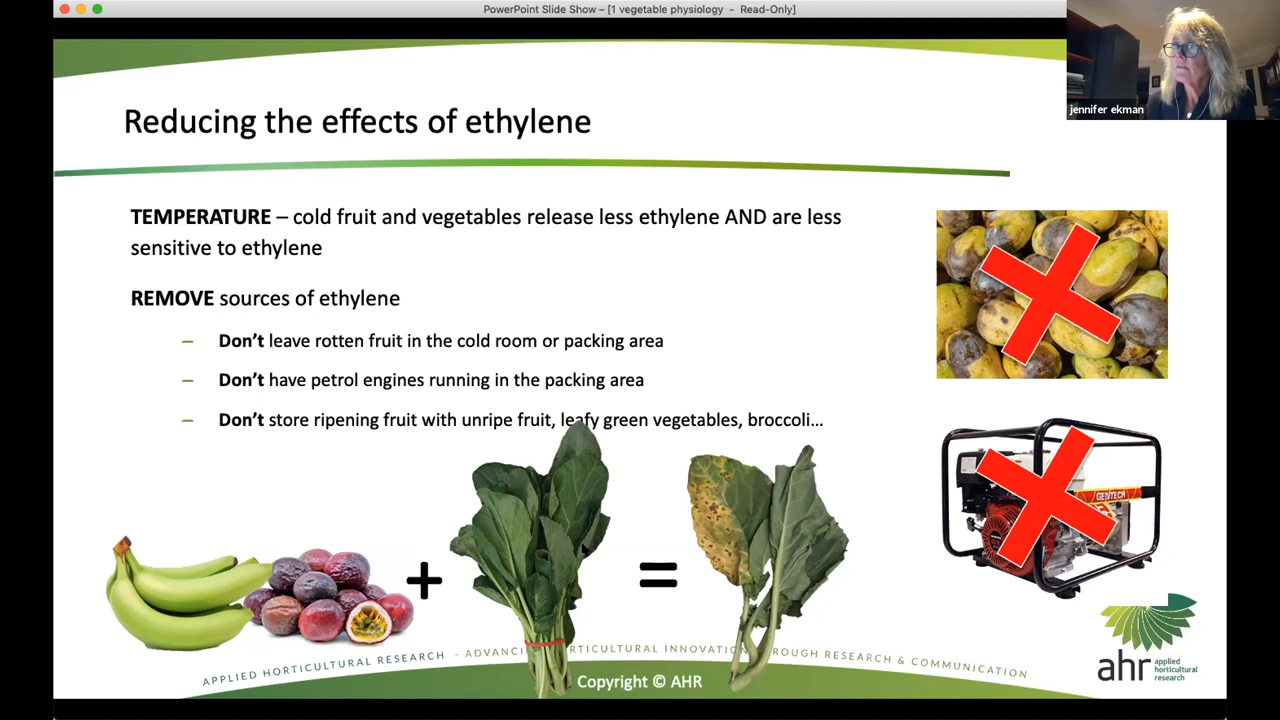 PowerPoint Slide Show – [1 vegetable physiology - Read-Only]
jennifer ekman
Reducing the effects of ethylene
TEMPERATURE – cold fruit and vegetables release less ethylene AND are less
sensitive to ethylene
REMOVE sources of ethylene
– Don't leave rotten fruit in the cold room or packing area
– Don't have petrol engines running in the packing area
– Don't store ripening fruit with unripe fruit, leafy green vegetables, broccoli...
GENTECH
+
=
APPLIED HORTICULTURAL RESEARCH - ADVANCI RTICULTURAL INNOVATION ROUGH RESEARCH & COMMUNICATION
Copyright © AHR
ahr applied
horticultural
research